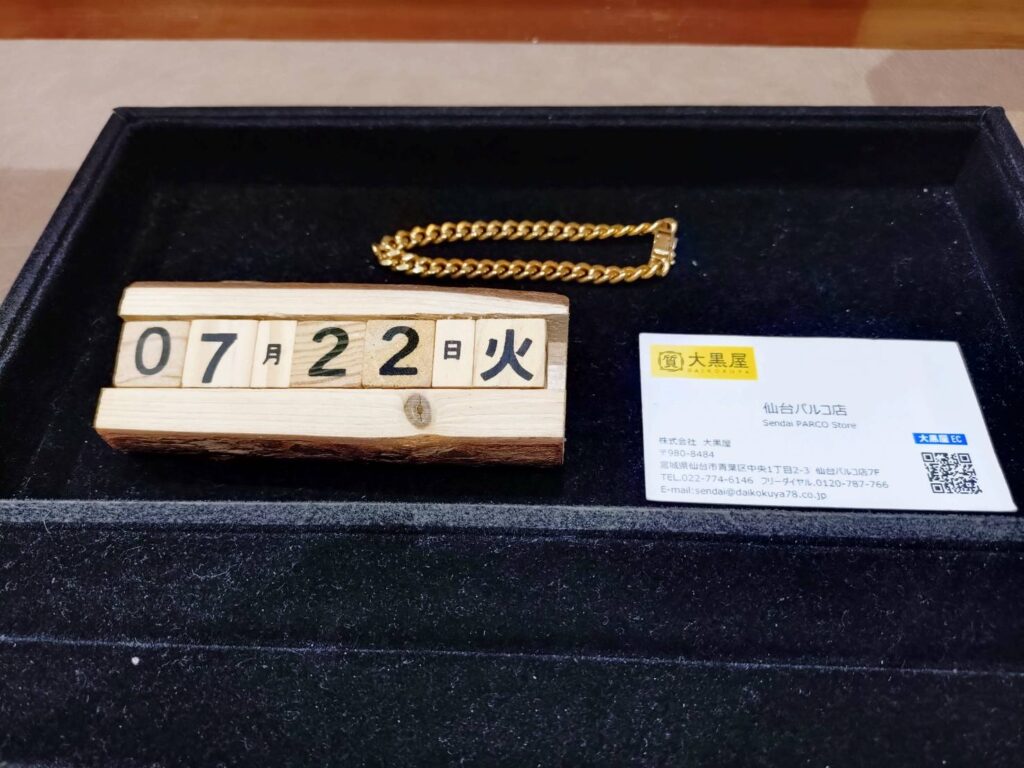 07月22日火
質 大黒屋
DAIKOKUYA
仙台パルコ店
Sendai PARCO Store
大黒屋 EC
株式会社 大黒屋
〒980-8484
宮城県仙台市青葉区中央1丁目2-3 仙台パルコ店7F
TEL.022-774-6146 フリーダイヤル.0120-787-766
E-mail:sendai@daikokuya78.co.jp